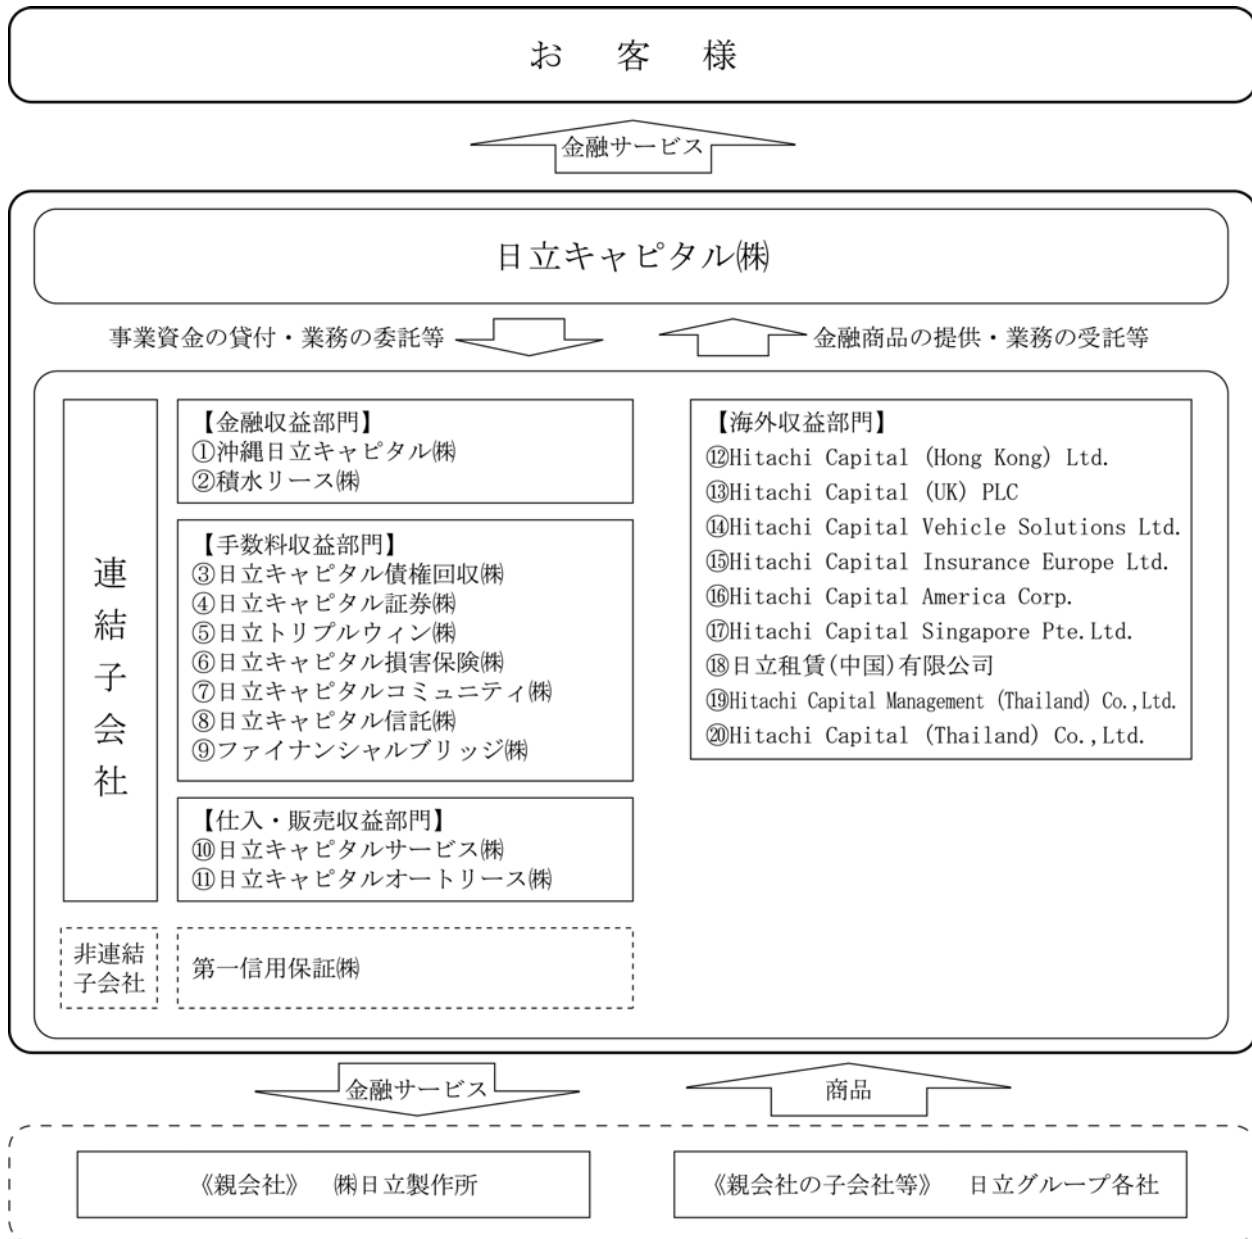 お 客 様
金融サービス
日立キャピタル㈱
事業資金の貸付・業務の委託等
金融商品の提供・業務の受託等
連結子会社
【金融収益部門】
①沖縄日立キャピタル㈱
②積水リース㈱
【手数料収益部門】
③日立キャピタル債権回収㈱
④日立キャピタル証券㈱
⑤日立トリプルウィン㈱
⑥日立キャピタル損害保険㈱
⑦日立キャピタルコミュニティ㈱
⑧日立キャピタル信託㈱
⑨ファイナンシャルブリッジ㈱
【仕入・販売収益部門】
⑩日立キャピタルサービス㈱
⑪日立キャピタルオートリース㈱
【海外収益部門】
⑫Hitachi Capital (Hong Kong) Ltd.
⑬Hitachi Capital (UK) PLC
⑭Hitachi Capital Vehicle Solutions Ltd.
⑮Hitachi Capital Insurance Europe Ltd.
⑯Hitachi Capital America Corp.
⑰Hitachi Capital Singapore Pte.Ltd.
⑱日立租賃(中国)有限公司
⑲Hitachi Capital Management (Thailand) Co.,Ltd.
⑳Hitachi Capital (Thailand) Co.,Ltd.
非連結
子会社
第一信用保証㈱
金融サービス
商品
《親会社》 ㈱日立製作所
《親会社の子会社等》 日立グループ各社